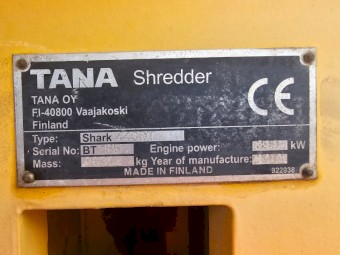 TANA Shredder CE
TANA OY
FI-40800 Vaajakoski
Finland
Type: Shark
Serial No: BT Engine power: kW
Mass: kg Year of manufacture:
MADE IN FINLAND 922938